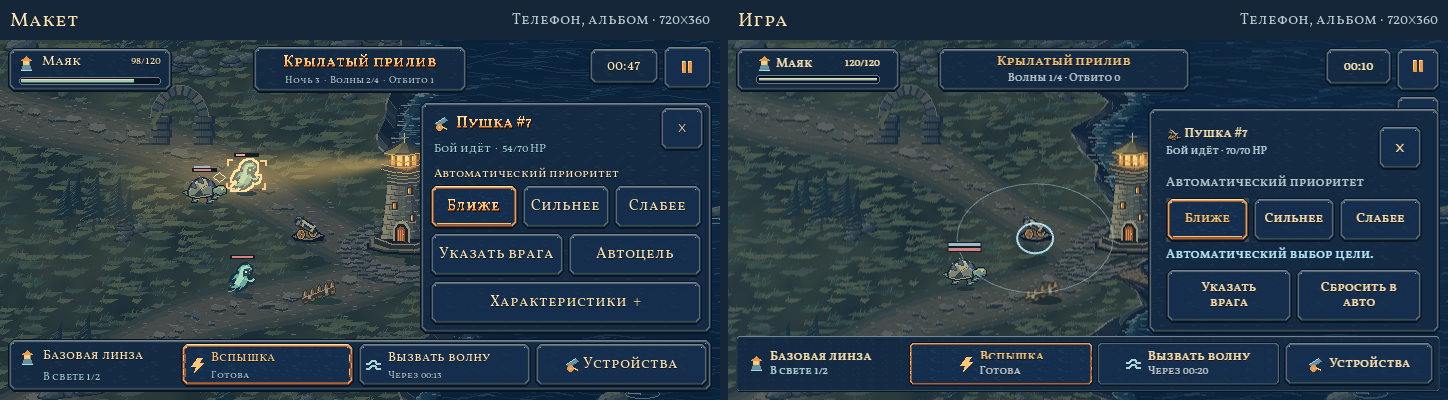 Макет
Телефон, альбом · 720×360
Маяк 98/120
Крылатый прилив
Ночь 3 · Волны 2/4 · Отбито 1
00:47
Пушка #7
X
Бой идёт · 54/70 HP
Автоматический приоритет
Ближе
Сильнее
Слабее
Указать врага
Автоцель
Характеристики +
Базовая линза
В свете 1/2
Вспышка
Готова
Вызвать волну
Через 00:13
Устройства
Игра
Телефон, альбом · 720×360
Маяк 120/120
Крылатый прилив
Волны 1/4 · Отбито 0
00:10
Пушка #7
X
Бой идёт · 70/70 HP
Автоматический приоритет
Ближе
Сильнее
Слабее
Автоматический выбор цели.
Указать
врага
Сбросить в
авто
Базовая линза
В свете 1/2
Вспышка
Готова
Вызвать волну
Через 00:20
Устройства